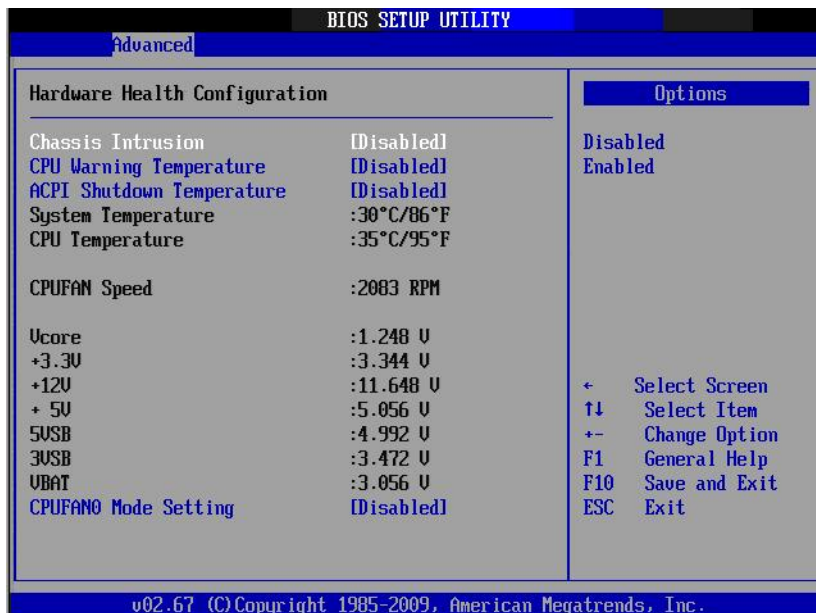 BIOS SETUP UTILITY
Advanced
Hardware Health Configuration
Chassis Intrusion [Disabled]
CPU Warning Temperature [Disabled]
ACPI Shutdown Temperature [Disabled]
System Temperature :30°C/86°F
CPU Temperature :35°C/95°F
CPUFAN Speed :2083 RPM
Vcore :1.248 V
+3.3V :3.344 V
+12V :11.648 V
+ 5V :5.056 V
5VSB :4.992 V
3VSB :3.472 V
VBAT :3.056 V
CPUFAN0 Mode Setting [Disabled]
Options
Disabled
Enabled
← Select Screen
↑↓ Select Item
+- Change Option
F1 General Help
F10 Save and Exit
ESC Exit
v02.67 (C)Copyright 1985-2009, American Megatrends, Inc.